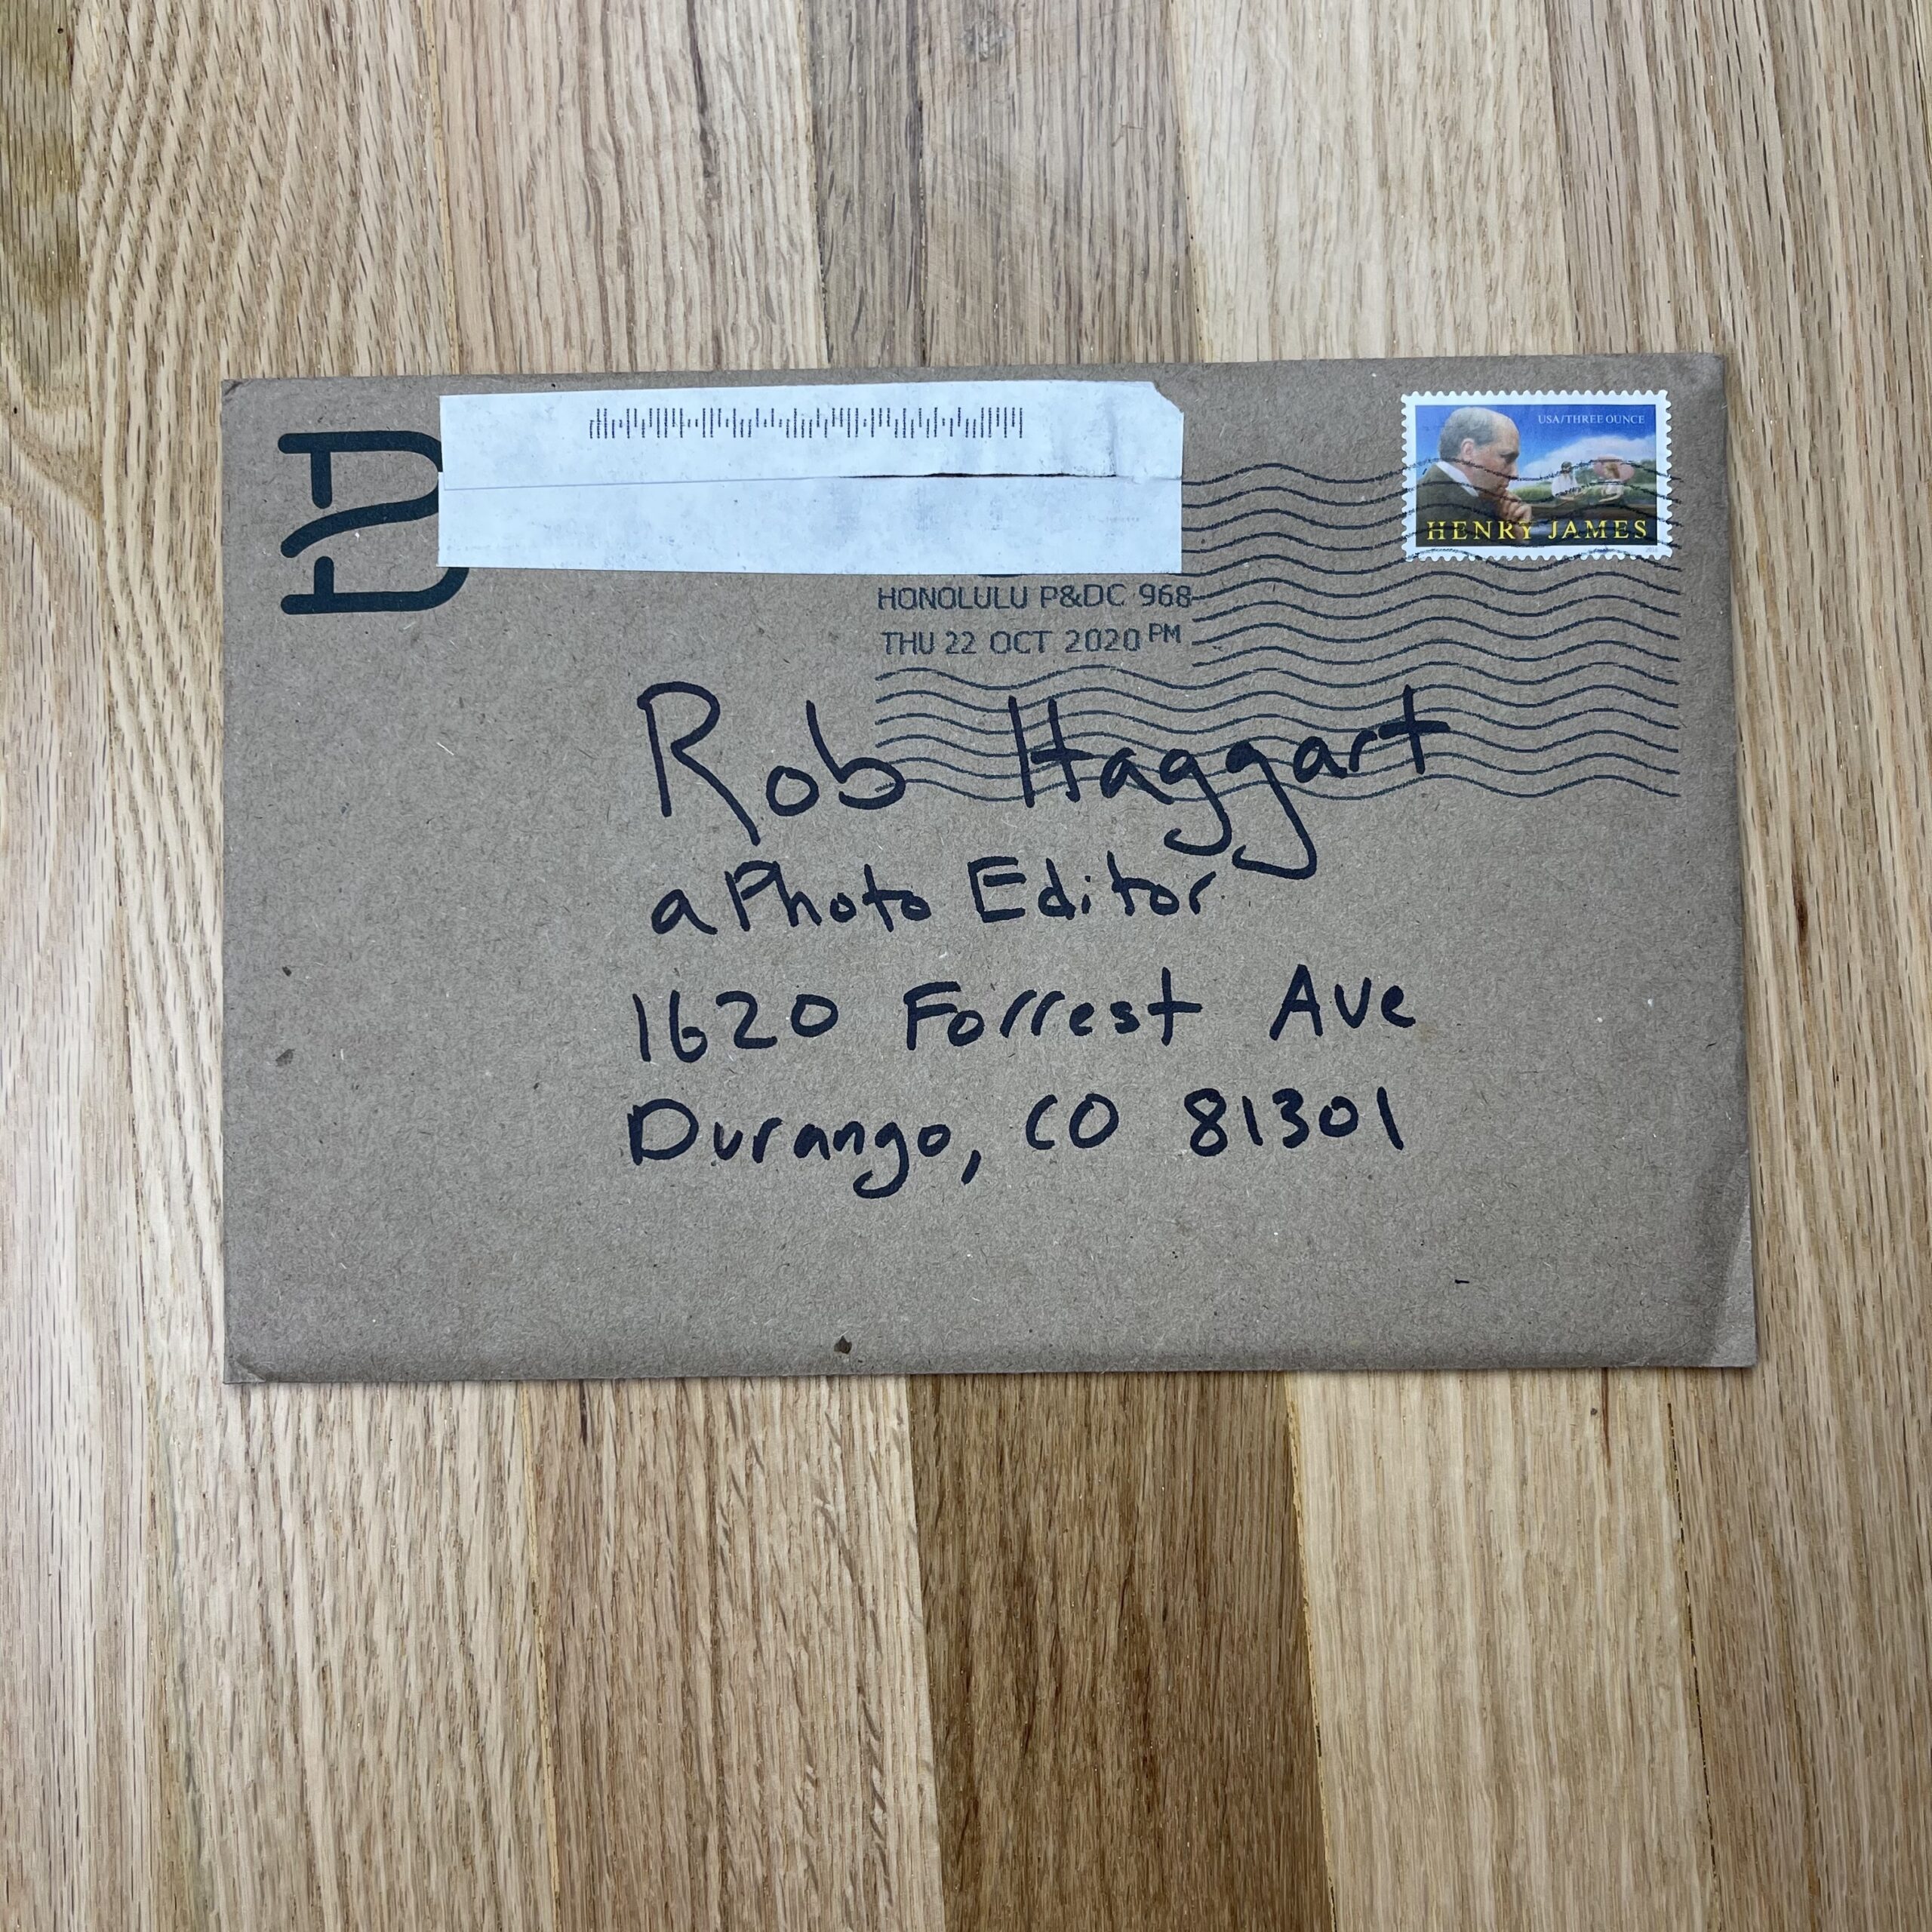 USA/THREE OUNCE
HENRY JAMES
HONOLULU P&DC 968
THU 22 OCT 2020 PM
Rob Haggart
a Photo Editor
1620 Forrest Ave
Durango, CO 81301